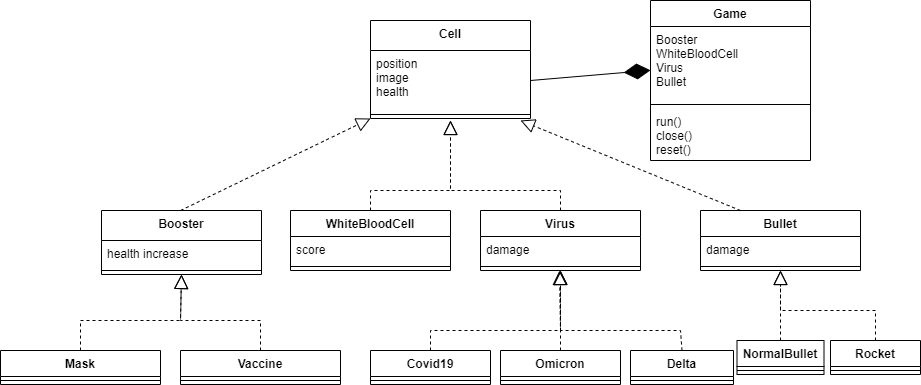 Cell
position
image
health
Game
Booster
WhiteBloodCell
Virus
Bullet
run()
close()
reset()
Booster
health increase
WhiteBloodCell
score
Virus
damage
Bullet
damage
Mask
Vaccine
Covid19
Omicron
Delta
NormalBullet
Rocket